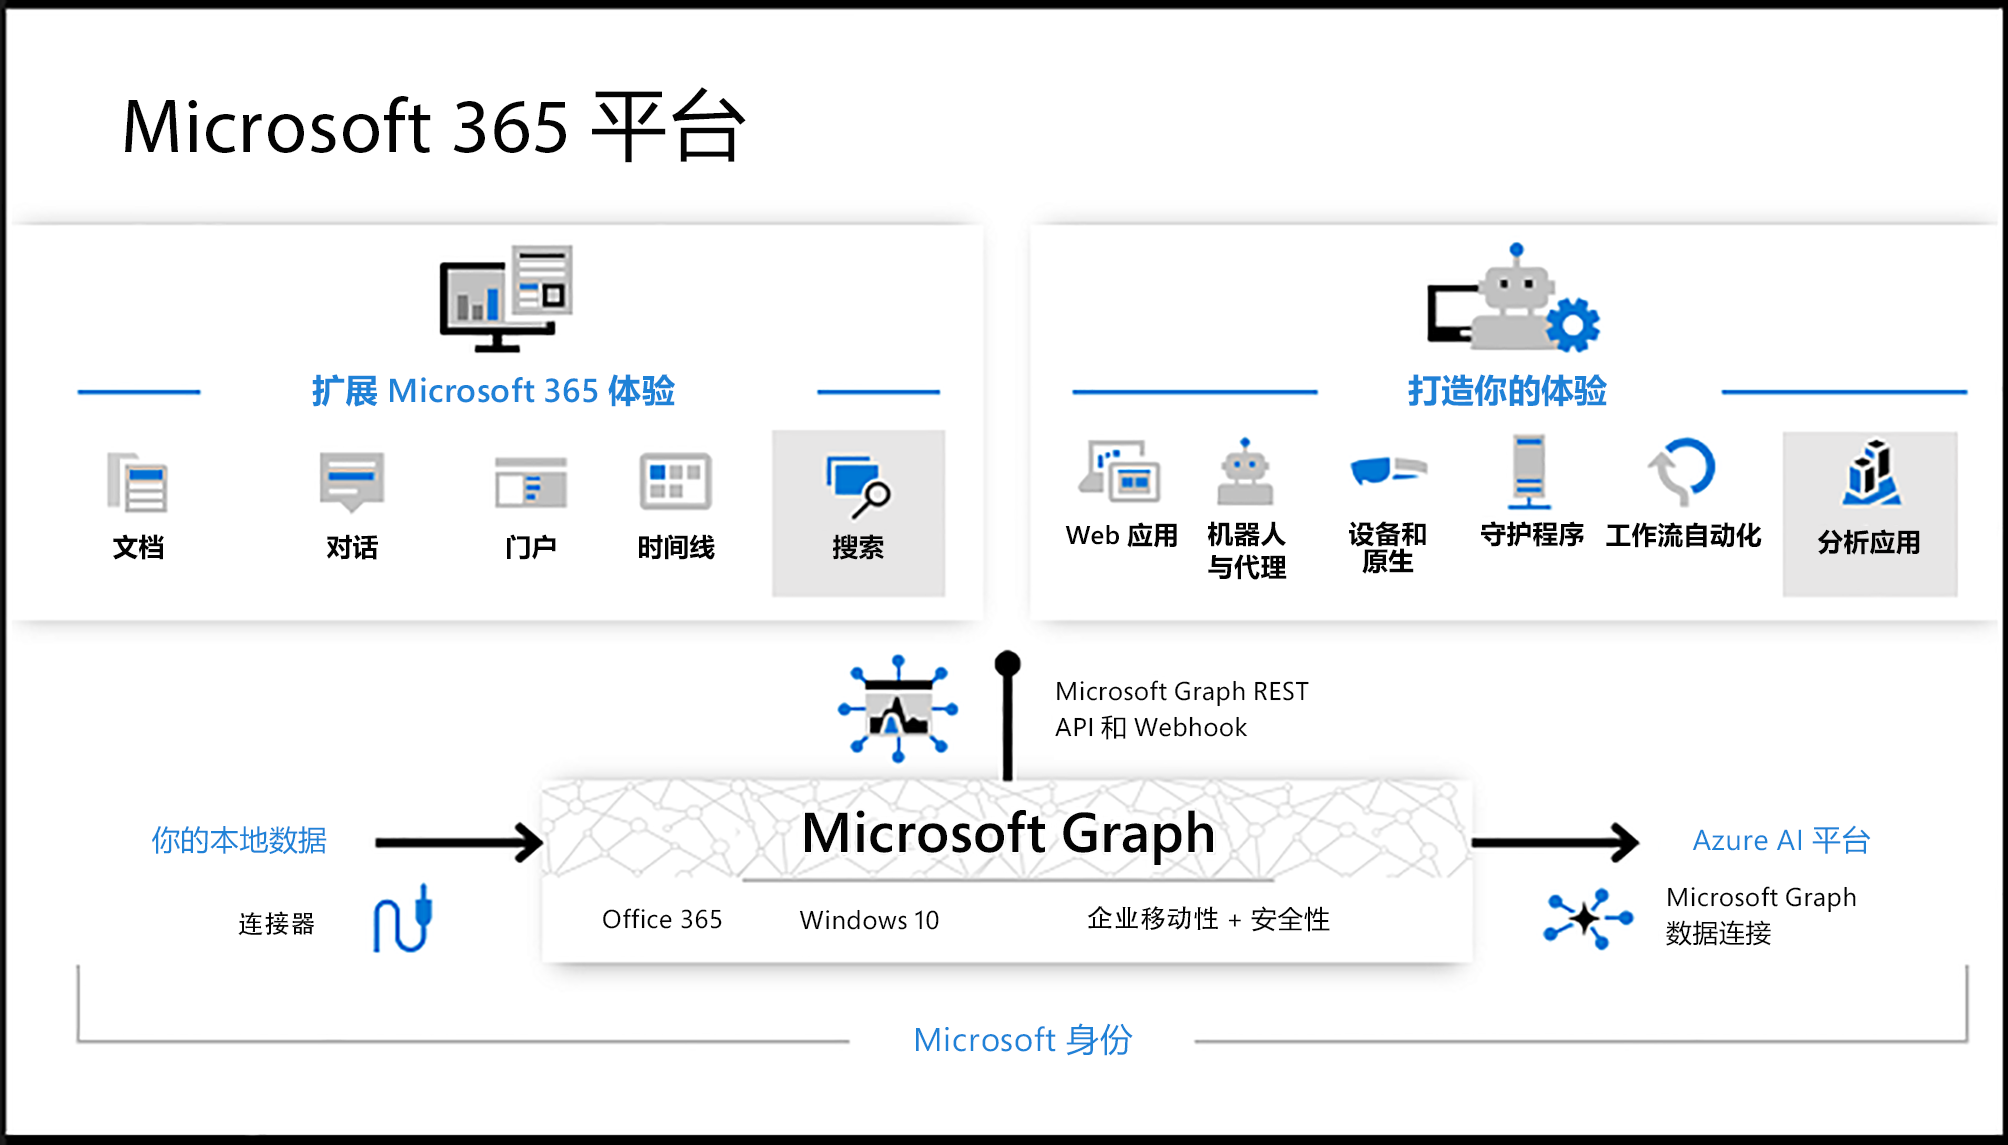 Microsoft 365 平台
扩展 Microsoft 365 体验
文档
对话
门户
时间线
搜索
打造你的体验
Web 应用
机器人
与代理
设备和
原生
守护程序
工作流自动化
分析应用
Microsoft Graph REST
API 和 Webhook
你的本地数据
连接器
Microsoft Graph
Office 365
Windows 10
企业移动性 + 安全性
Azure AI 平台
Microsoft Graph
数据连接
Microsoft 身份